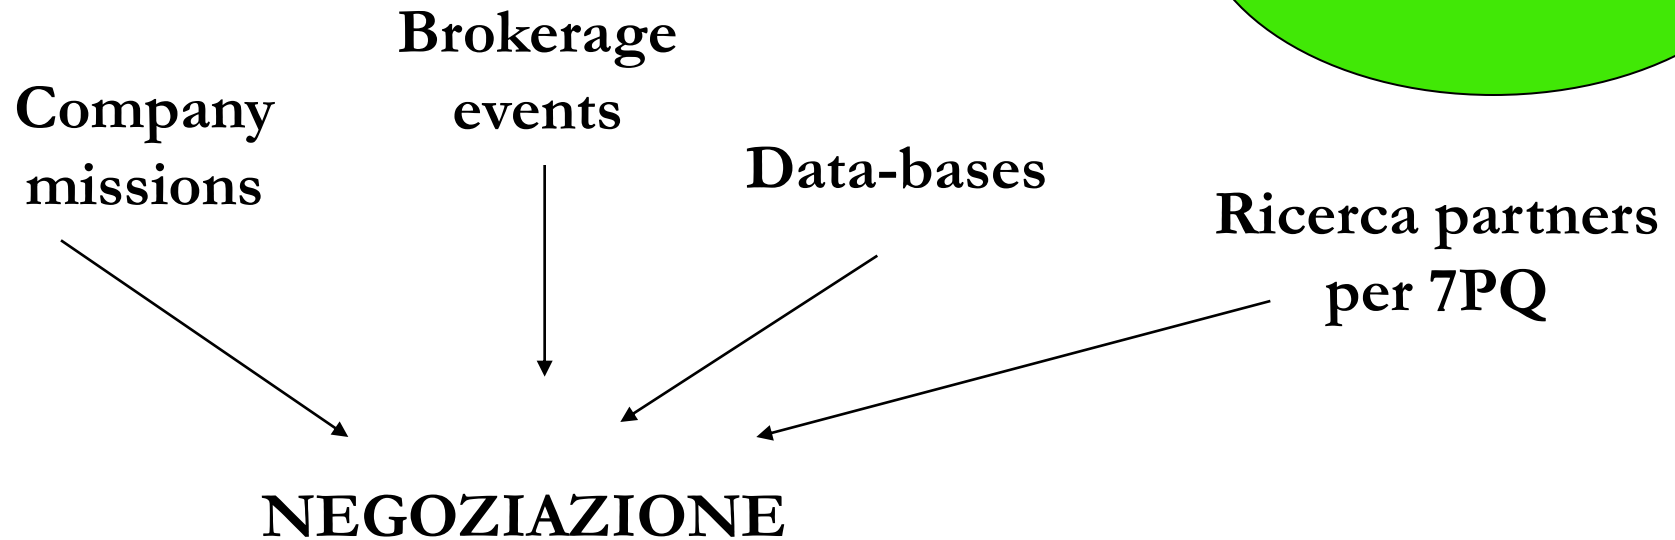 Company
missions
Brokerage
events
Data-bases
Ricerca partners
per 7PQ
NEGOZIAZIONE